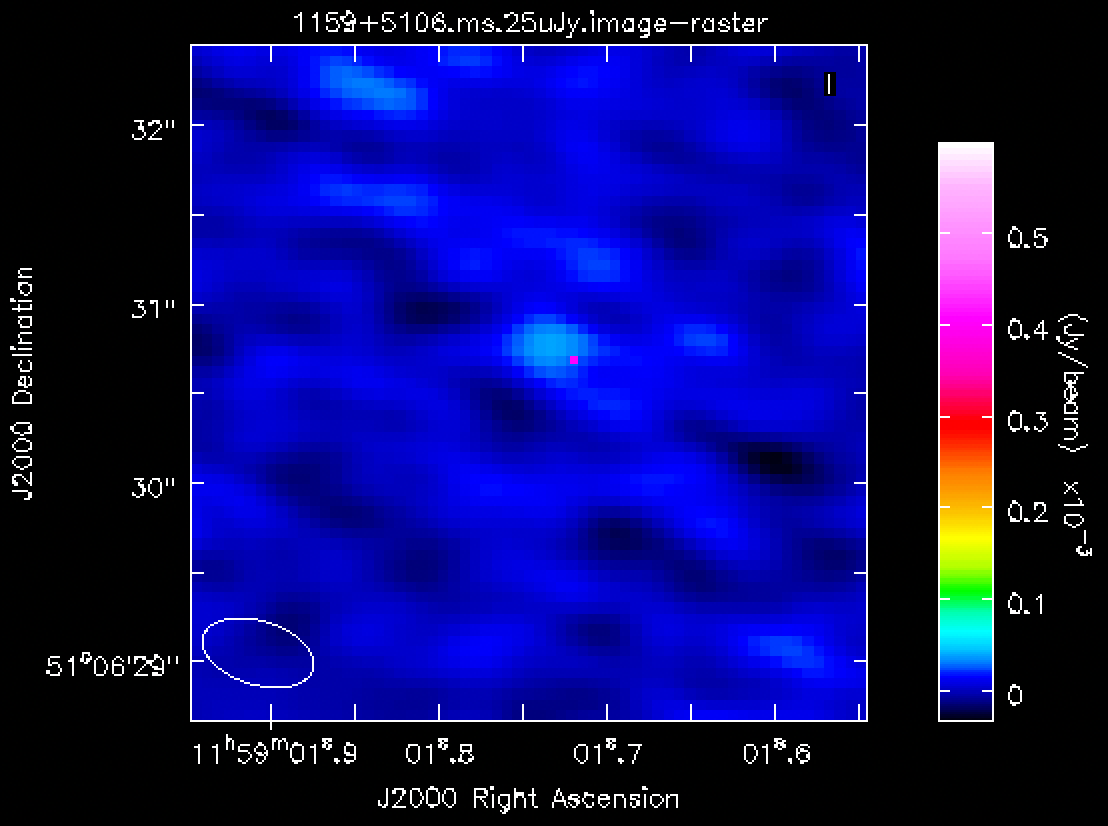 1159+5106.ms.25uJy.image-raster
I
32"
31"
30"
51°06'29"
J2000 Declination
11ʰ59ᵐ01ˢ.9 01ˢ.8 01ˢ.7 01ˢ.6
J2000 Right Ascension
0.5
0.4
0.3
0.2
0.1
0
(Jy/beam) x10⁻³